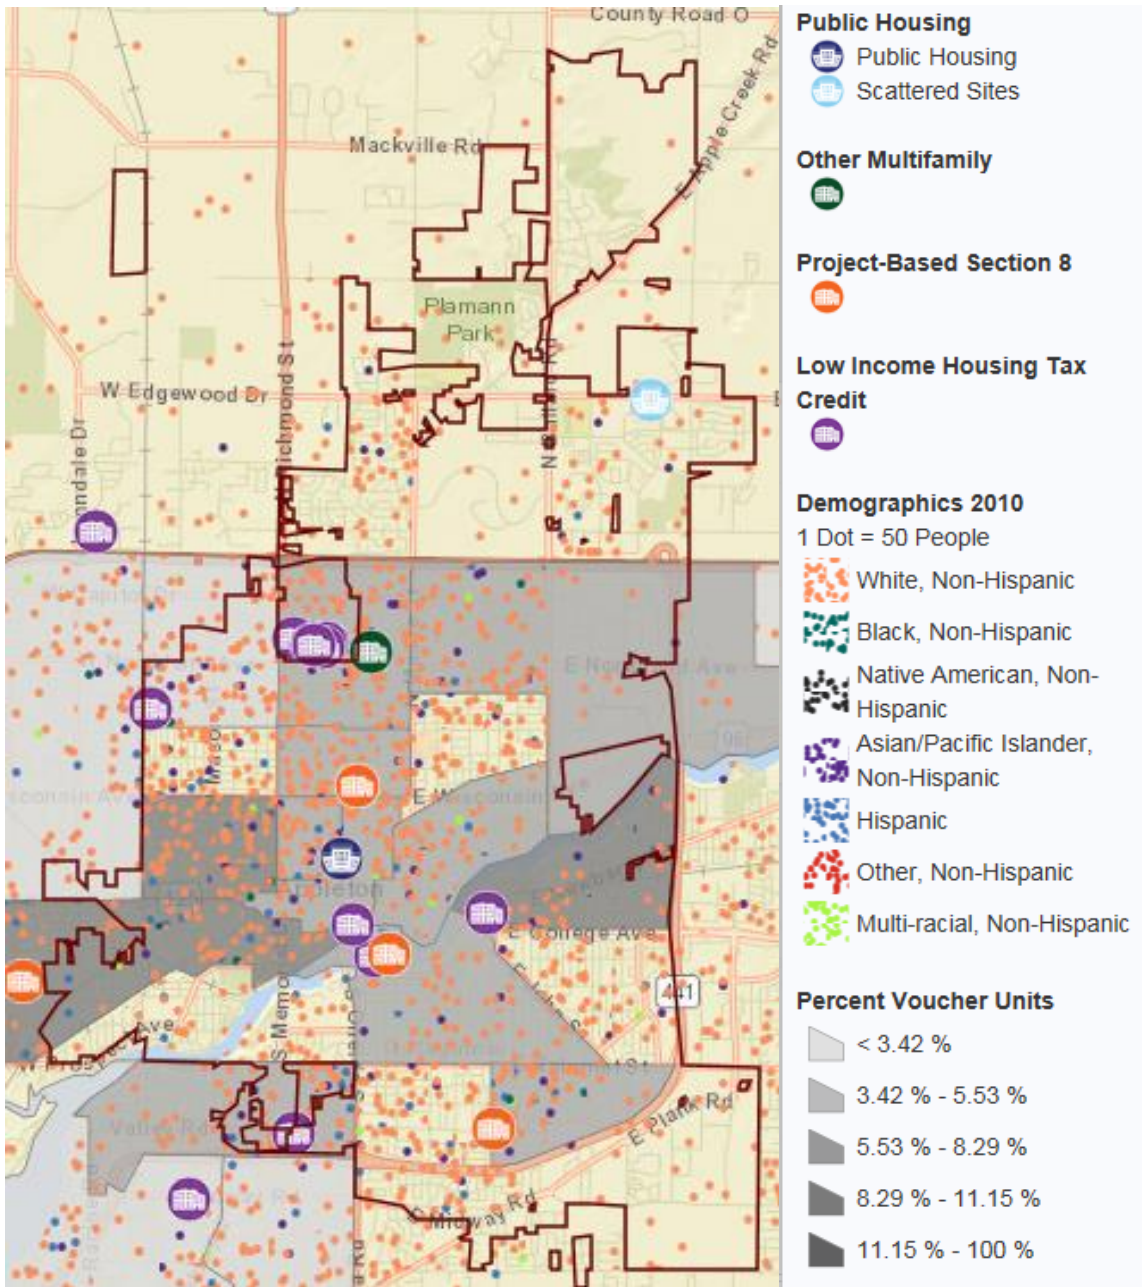 County Road O
E Apple Creek Rd
Mackville Rd
Plamann
Park
W Edgewood Dr
Richmond St
E Wisconsin
Appleton
E College Ave
441
S Memo
Valley Rd
E Plank Rd
Midway Rd
Public Housing
Public Housing
Scattered Sites
Other Multifamily
Project-Based Section 8
Low Income Housing Tax
Credit
Demographics 2010
1 Dot = 50 People
White, Non-Hispanic
Black, Non-Hispanic
Native American, Non-
Hispanic
Asian/Pacific Islander,
Non-Hispanic
Hispanic
Other, Non-Hispanic
Multi-racial, Non-Hispanic
Percent Voucher Units
< 3.42 %
3.42 % - 5.53 %
5.53 % - 8.29 %
8.29 % - 11.15 %
11.15 % - 100 %